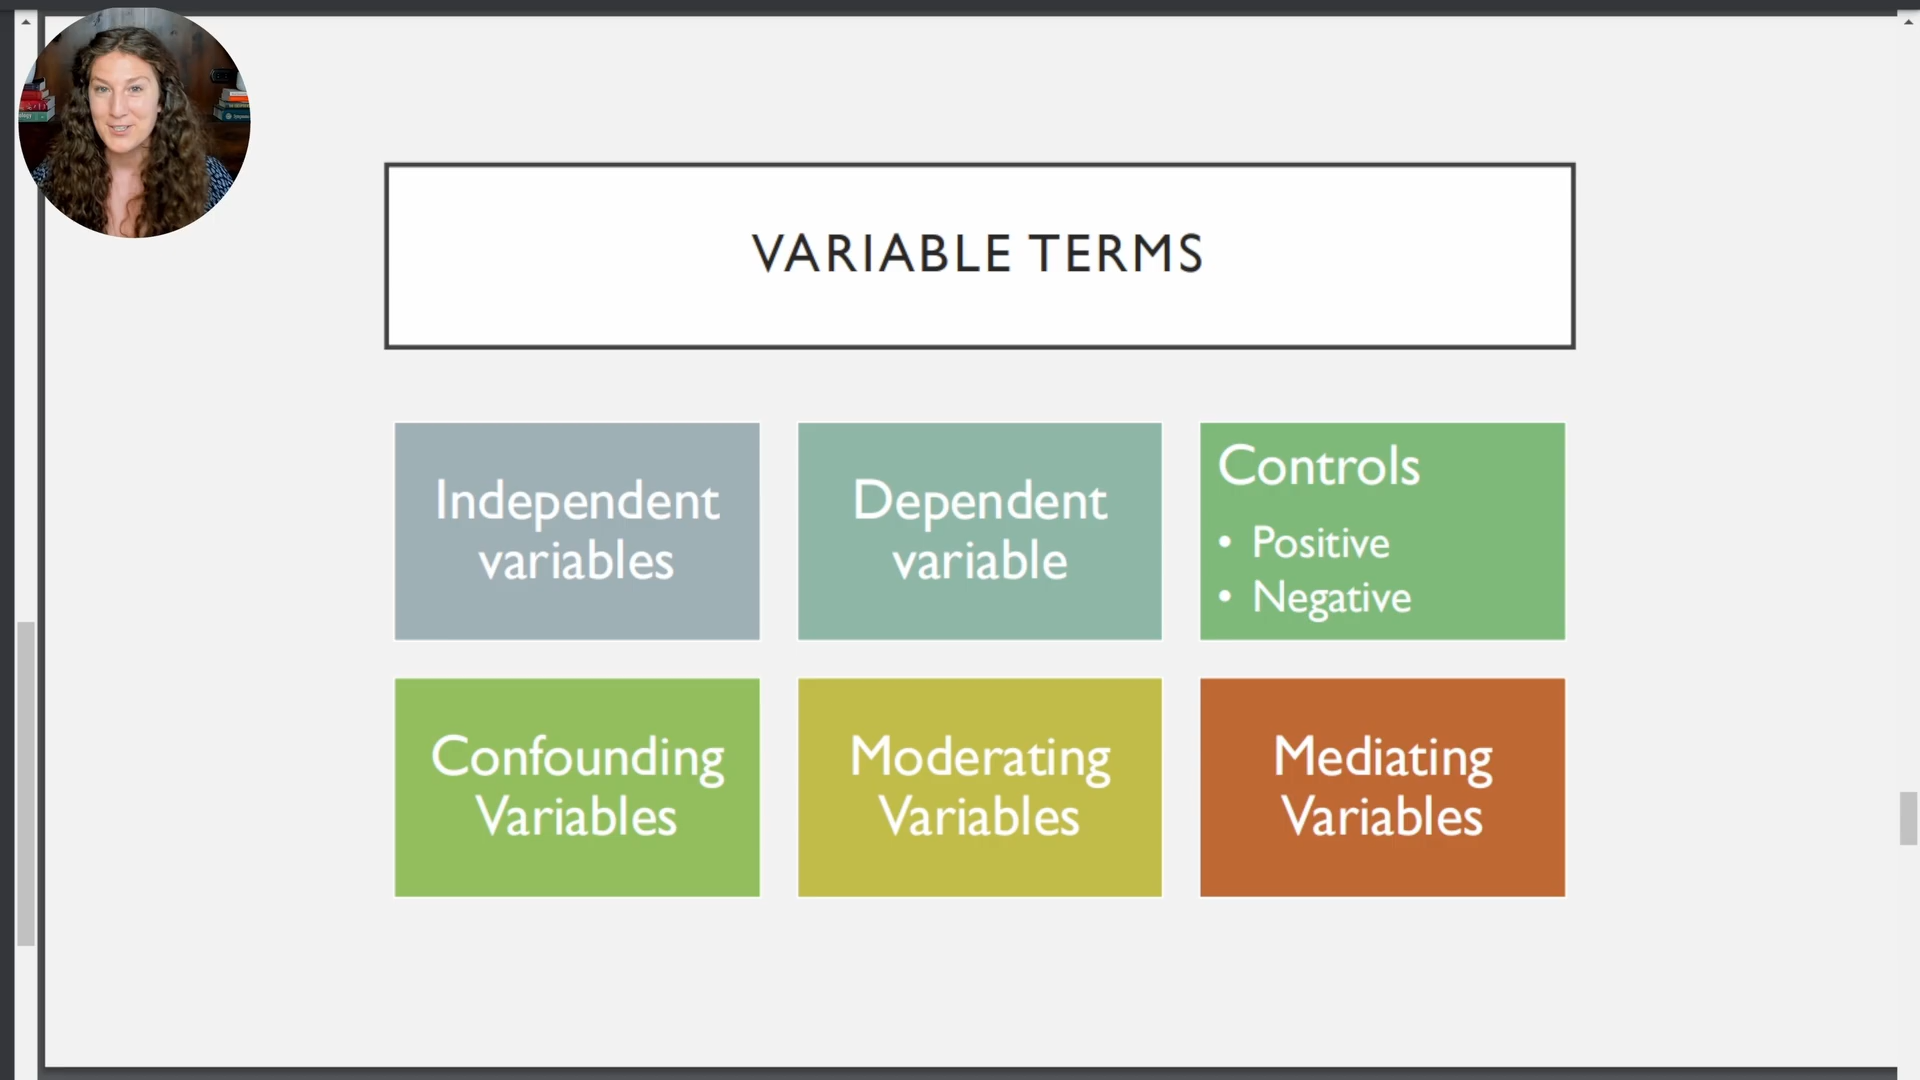 VARIABLE TERMS
Independent
variables
Dependent
variable
Controls
• Positive
• Negative
Confounding
Variables
Moderating
Variables
Mediating
Variables